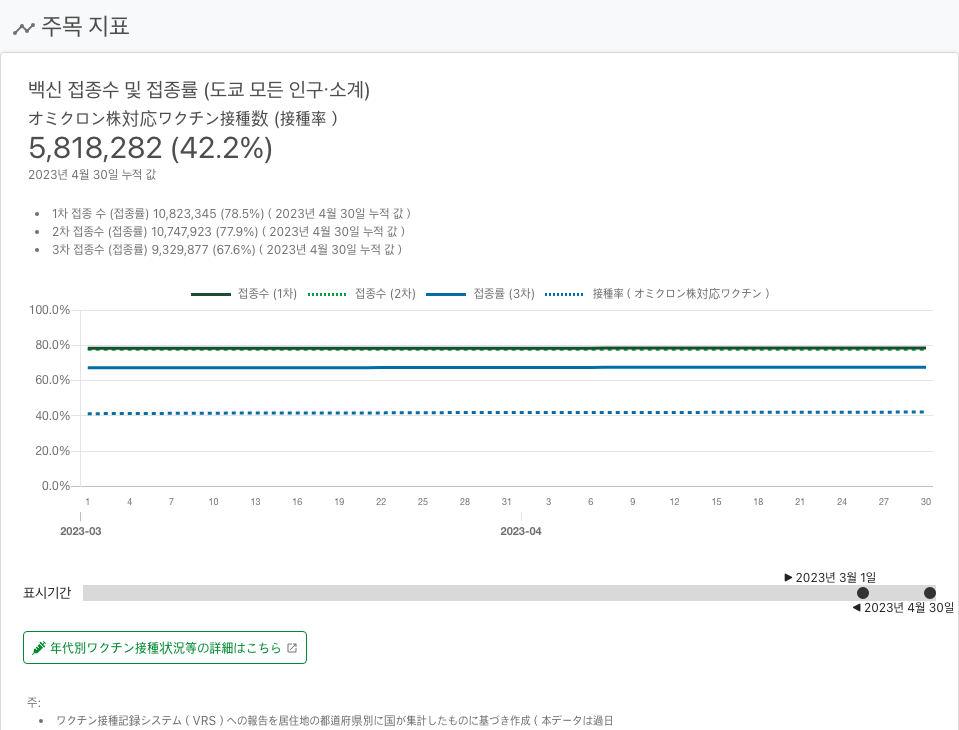 주목 지표
백신 접종수 및 접종률 (도쿄 모든 인구·소계)
オミクロン株対応ワクチン接種数 (接種率 )
5,818,282 (42.2%)
2023년 4월 30일 누적 값
1차 접종 수 (접종률) 10,823,345 (78.5%) ( 2023년 4월 30일 누적 값 )
2차 접종수 (접종률) 10,747,923 (77.9%) ( 2023년 4월 30일 누적 값 )
3차 접종수 (접종률) 9,329,877 (67.6%) ( 2023년 4월 30일 누적 값 )
접종수 (1차) 접종수 (2차) 접종률 (3차) 接種率 ( オミクロン株対応ワクチン )
100.0%
80.0%
60.0%
40.0%
20.0%
0.0%
1 4 7 10 13 16 19 22 25 28 31 3 6 9 12 15 18 21 24 27 30
2023-03 2023-04
▶ 2023년 3월 1일
표시기간
◀ 2023년 4월 30일
年代別ワクチン接種状況等の詳細はこちら
주:
ワクチン接種記録システム ( VRS ) への報告を居住地の都道府県別に国が集計したものに基づき作成 ( 本データは過日